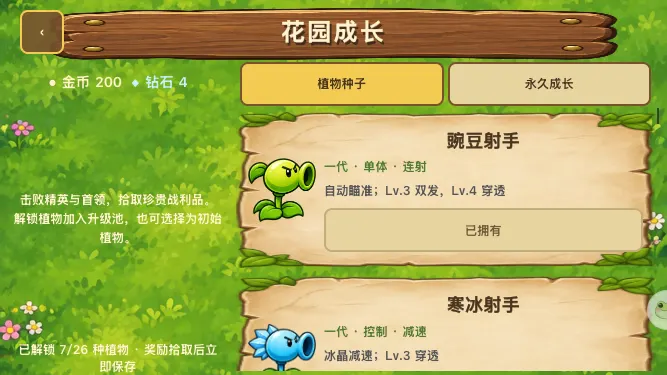 ‹
花园成长
金币 200 钻石 4
植物种子
永久成长
豌豆射手
一代 · 单体 · 连射
自动瞄准；Lv.3 双发，Lv.4 穿透
已拥有
击败精英与首领，拾取珍贵战利品。
解锁植物加入升级池，也可选择为初始
植物。
寒冰射手
一代 · 控制 · 减速
冰晶减速；Lv.3 穿透
已解锁 7/26 种植物 · 奖励拾取后立
即保存